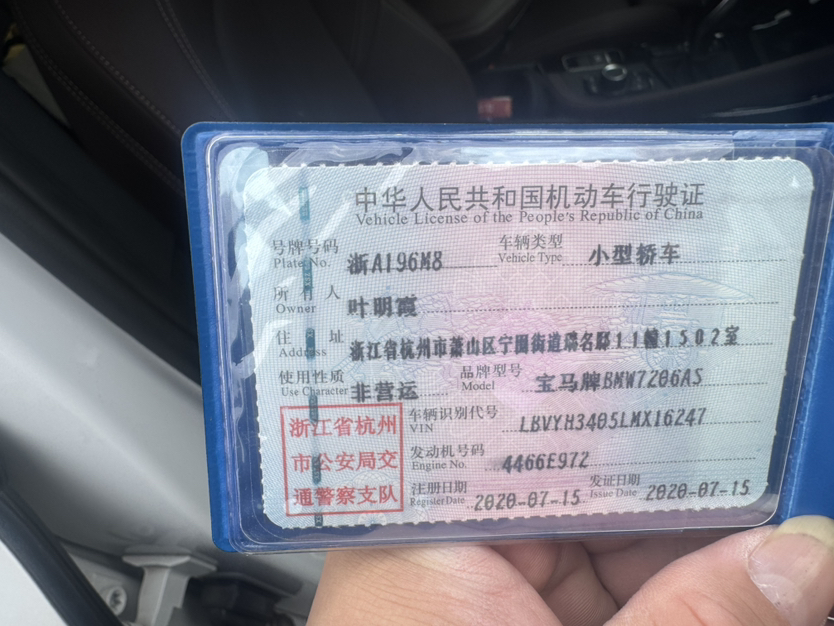 中华人民共和国机动车行驶证
Vehicle License of the People's Republic of China
号牌号码 浙A196M8 车辆类型 小型轿车
Plate No. Vehicle Type
所有人 叶明霞
Owner
住址 浙江省杭州市萧山区宁围街道 名邸11幢1502室
Address
使用性质 非营运 品牌型号 宝马牌BMW7206AS
Use Character Model
浙江省杭州 车辆识别代号 LBVYH3405LMX16247
VIN
市公安局交 发动机号码 4466E972
Engine No.
通警察支队 注册日期 2020-07-15 发证日期 2020-07-15
Register Date Issue Date